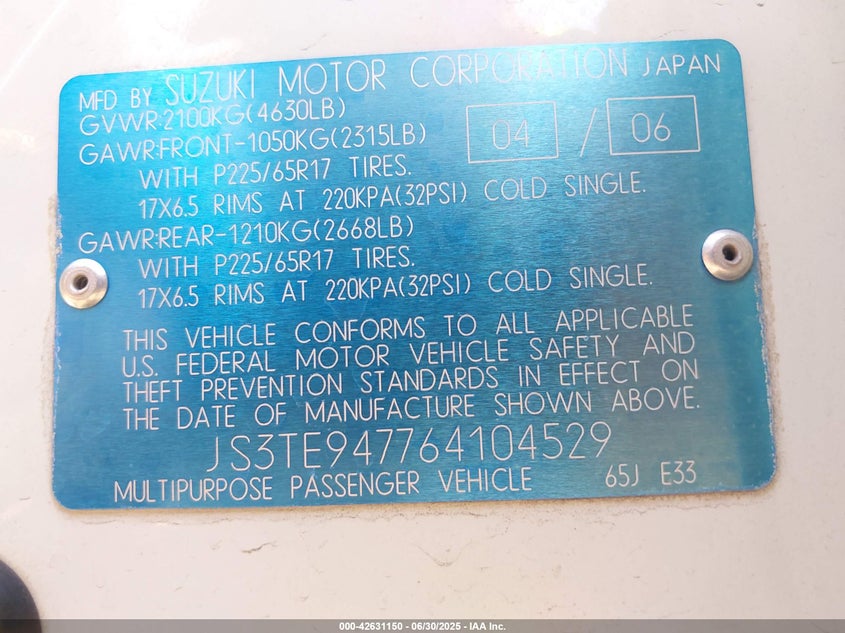 MFD BY SUZUKI MOTOR CORPORATION JAPAN
GVWR:2100KG(4630LB)
GAWR:FRONT-1050KG(2315LB) 04 / 06
WITH P225/65R17 TIRES.
17X6.5 RIMS AT 220KPA(32PSI) COLD SINGLE.
GAWR:REAR-1210KG(2668LB)
WITH P225/65R17 TIRES.
17X6.5 RIMS AT 220KPA(32PSI) COLD SINGLE.
THIS VEHICLE CONFORMS TO ALL APPLICABLE
U.S. FEDERAL MOTOR VEHICLE SAFETY AND
THEFT PREVENTION STANDARDS IN EFFECT ON
THE DATE OF MANUFACTURE SHOWN ABOVE.
JS3TE947764104529
MULTIPURPOSE PASSENGER VEHICLE 65J E33
000-42631150 - 06/30/2025 - IAA Inc.